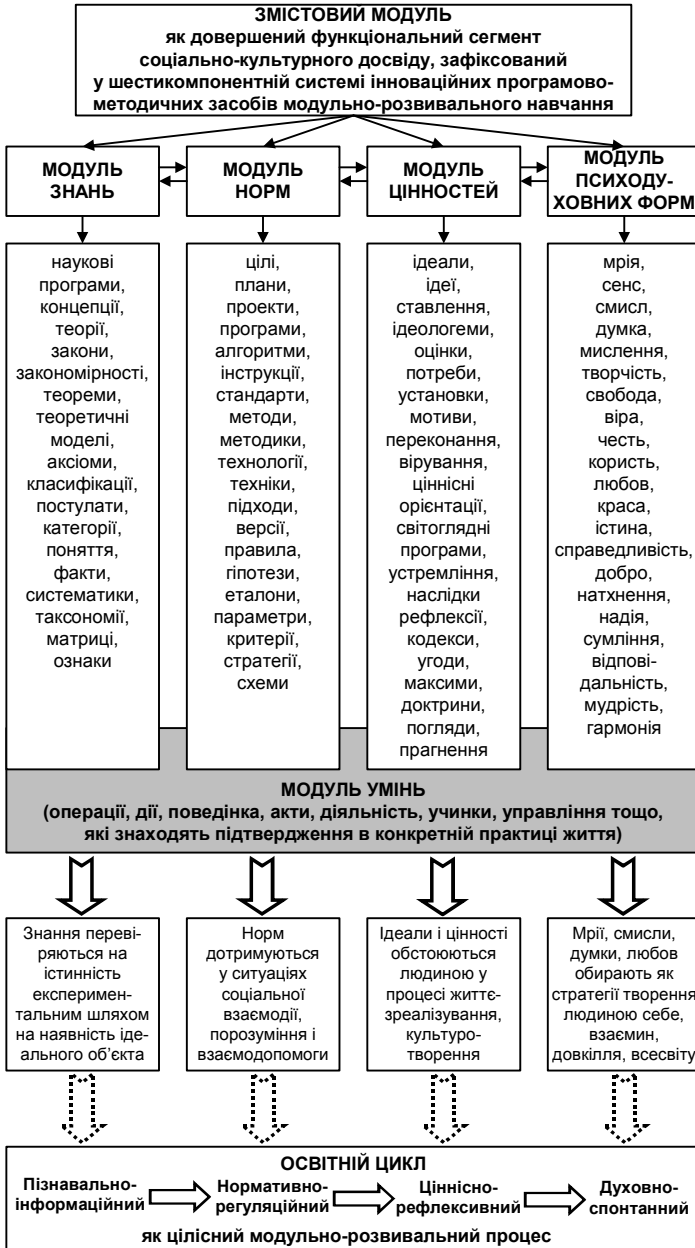 ЗМІСТОВИЙ МОДУЛЬ
як довершений функціональний сегмент
соціально-культурного досвіду, зафіксований
у шестикомпонентній системі інноваційних програмово-
методичних засобів модульно-розвивального навчання
МОДУЛЬ
ЗНАНЬ
МОДУЛЬ
НОРМ
МОДУЛЬ
ЦІННОСТЕЙ
МОДУЛЬ
ПСИХОДУ-
ХОВНИХ ФОРМ
наукові
програми,
концепції,
теорії,
закони,
закономірності,
теореми,
теоретичні
моделі,
аксіоми,
класифікації,
постулати,
категорії,
поняття,
факти,
систематики,
таксономії,
матриці,
ознаки
цілі,
плани,
проекти,
програми,
алгоритми,
інструкції,
стандарти,
методи,
методики,
технології,
техніки,
підходи,
версії,
правила,
гіпотези,
еталони,
параметри,
критерії,
стратегії,
схеми
ідеали,
ідеї,
ставлення,
ідеологеми,
оцінки,
потреби,
установки,
мотиви,
переконання,
вірування,
ціннісні
орієнтації,
світоглядні
програми,
устремління,
наслідки
рефлексії,
кодекси,
угоди,
максими,
доктрини,
погляди,
прагнення
мрія,
сенс,
смисл,
думка,
мислення,
творчість,
свобода,
віра,
честь,
користь,
любов,
краса,
істина,
справедливість,
добро,
натхнення,
надія,
сумління,
відпові-
дальність,
мудрість,
гармонія
МОДУЛЬ УМІНЬ
(операції, дії, поведінка, акти, діяльність, учинки, управління тощо,
які знаходять підтвердження в конкретній практиці життя)
Знання переві-
ряються на
істинність
експеримен-
тальним шляхом
на наявність іде-
ального об’єкта
Норм
дотримуються
у ситуаціях
соціальної
взаємодії,
порозуміння і
взаємодопомоги
Ідеали і цінності
обстоюються
людиною у
процесі життє-
зреалізування,
культуро-
творення
Мрії, смисли,
думки, любов
обирають як
стратегії творення
людиною себе,
взаємин,
довкілля, всесвіту
ОСВІТНІЙ ЦИКЛ
Пізнавально-
інформаційний
Нормативно-
регуляційний
Ціннісно-
рефлексивний
Духовно-
спонтанний
як цілісний модульно-розвивальний процес